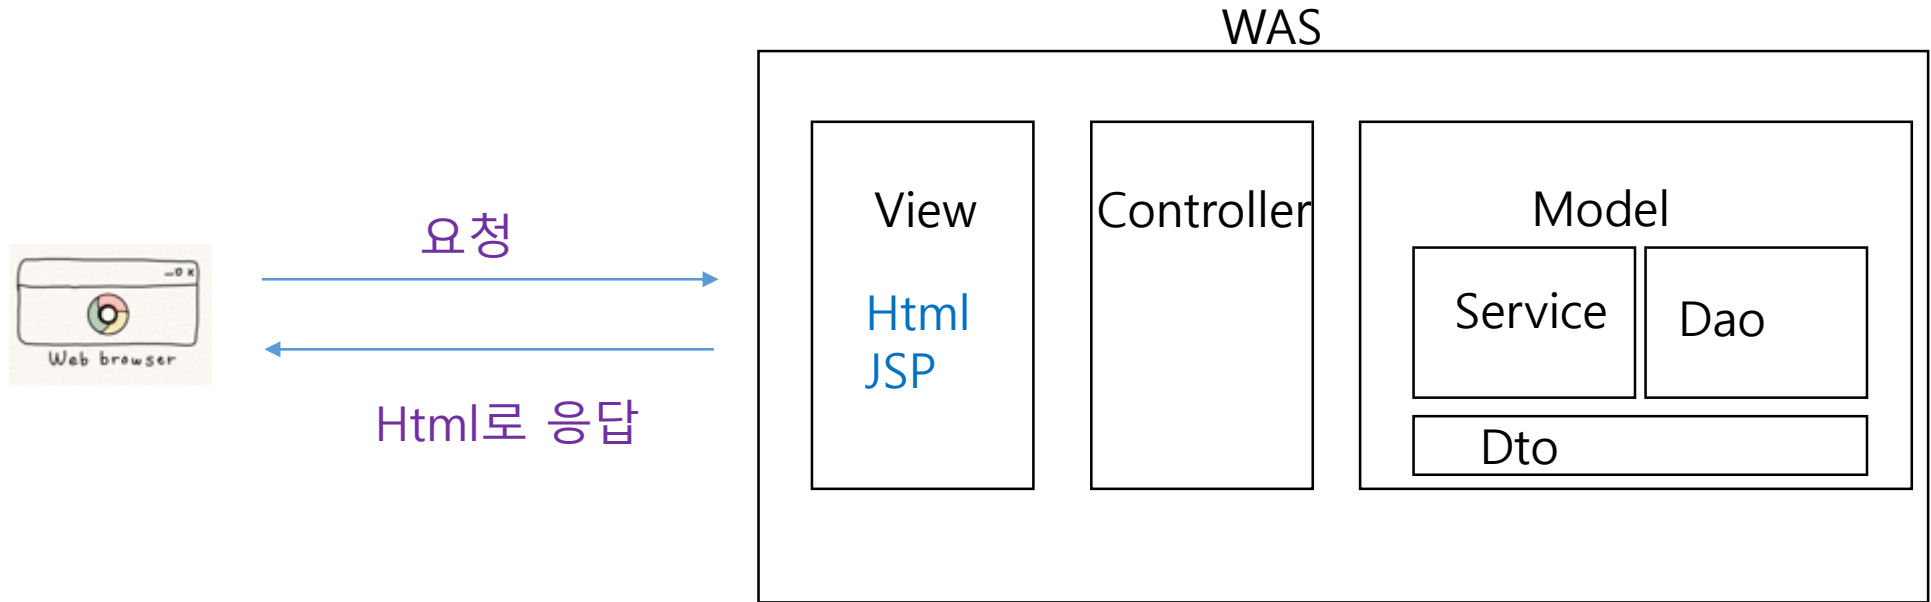 WAS
요청
Html로 응답
Web browser
View
Html
JSP
Controller
Model
Service
Dao
Dto